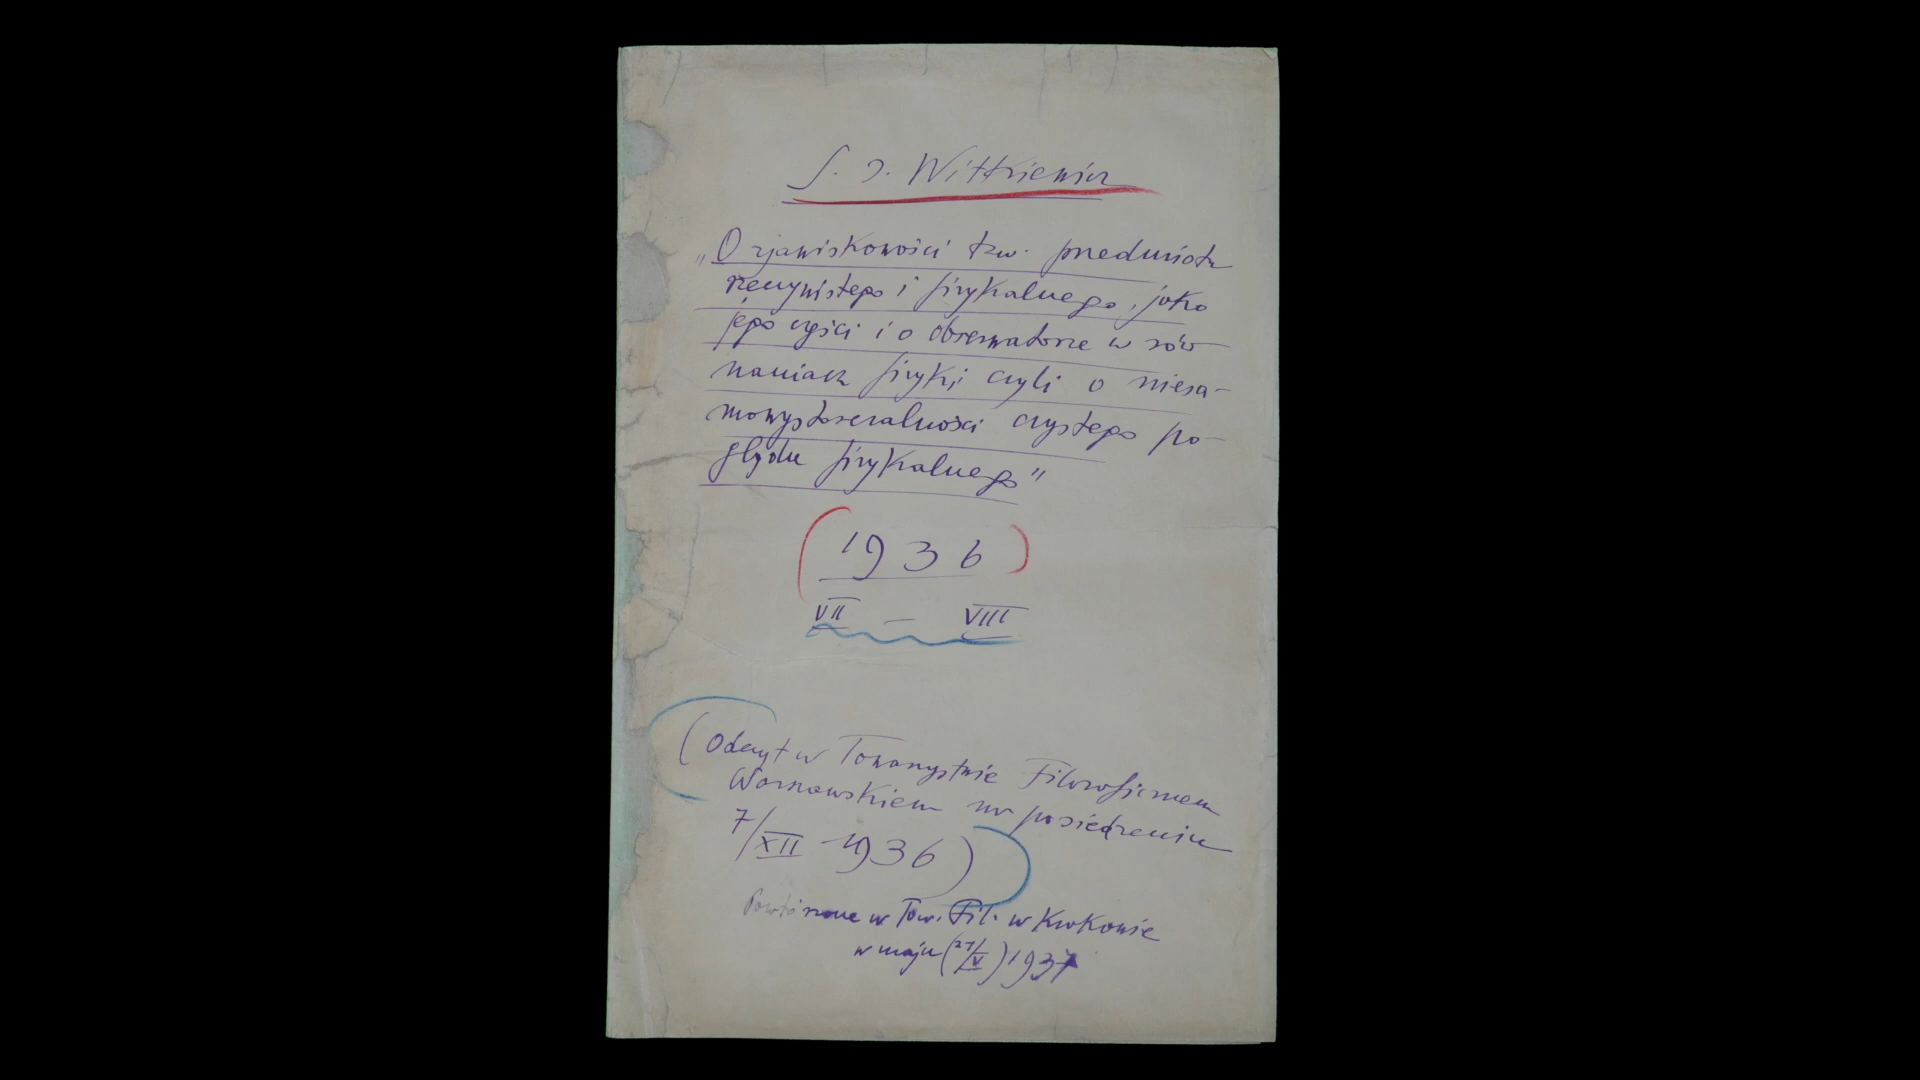 S. I. Witkiewicz
„O zjawiskowości tzw. przedmiotu
rzeczywistego i fizykalnego, jako
jego części i o obserwatorze w rów
naniach fizyki czyli o niesa-
mowystarczalności czystego po-
glądu fizykalnego"
(1936)
VII — VIII
(Odczyt w Towarzystwie Filozoficznem
Warszawskiem na posiedzeniu
7/XII 1936)
Powtórzone w Tow. Fil. w Krakowie
w maju (27/V) 1937